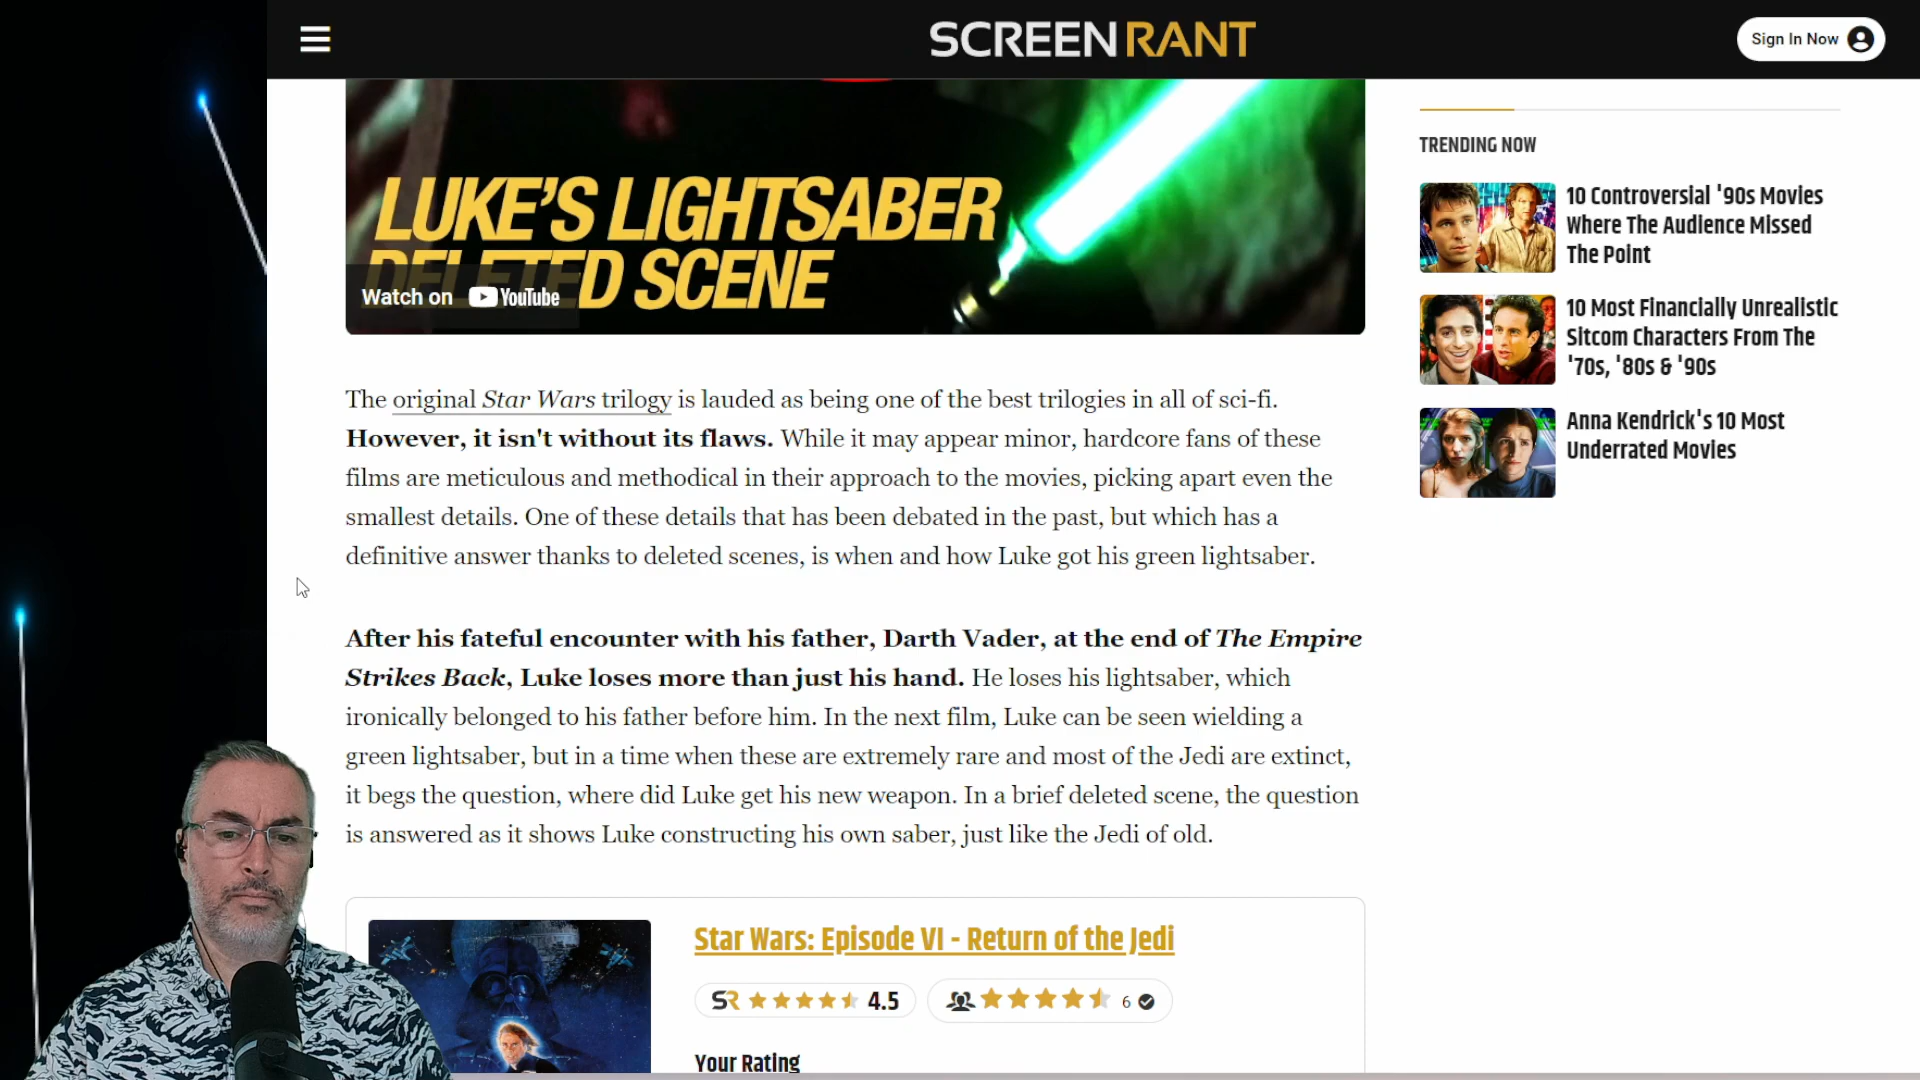 SCREENRANT
Sign In Now
LUKE'S LIGHTSABER
DELETED SCENE
Watch on YouTube
The original Star Wars trilogy is lauded as being one of the best trilogies in all of sci-fi.
However, it isn't without its flaws. While it may appear minor, hardcore fans of these
films are meticulous and methodical in their approach to the movies, picking apart even the
smallest details. One of these details that has been debated in the past, but which has a
definitive answer thanks to deleted scenes, is when and how Luke got his green lightsaber.
After his fateful encounter with his father, Darth Vader, at the end of The Empire
Strikes Back, Luke loses more than just his hand. He loses his lightsaber, which
ironically belonged to his father before him. In the next film, Luke can be seen wielding a
green lightsaber, but in a time when these are extremely rare and most of the Jedi are extinct,
it begs the question, where did Luke get his new weapon. In a brief deleted scene, the question
is answered as it shows Luke constructing his own saber, just like the Jedi of old.
Star Wars: Episode VI - Return of the Jedi
SR 4.5 6
Your Rating
TRENDING NOW
10 Controversial '90s Movies
Where The Audience Missed
The Point
10 Most Financially Unrealistic
Sitcom Characters From The
'70s, '80s & '90s
Anna Kendrick's 10 Most
Underrated Movies